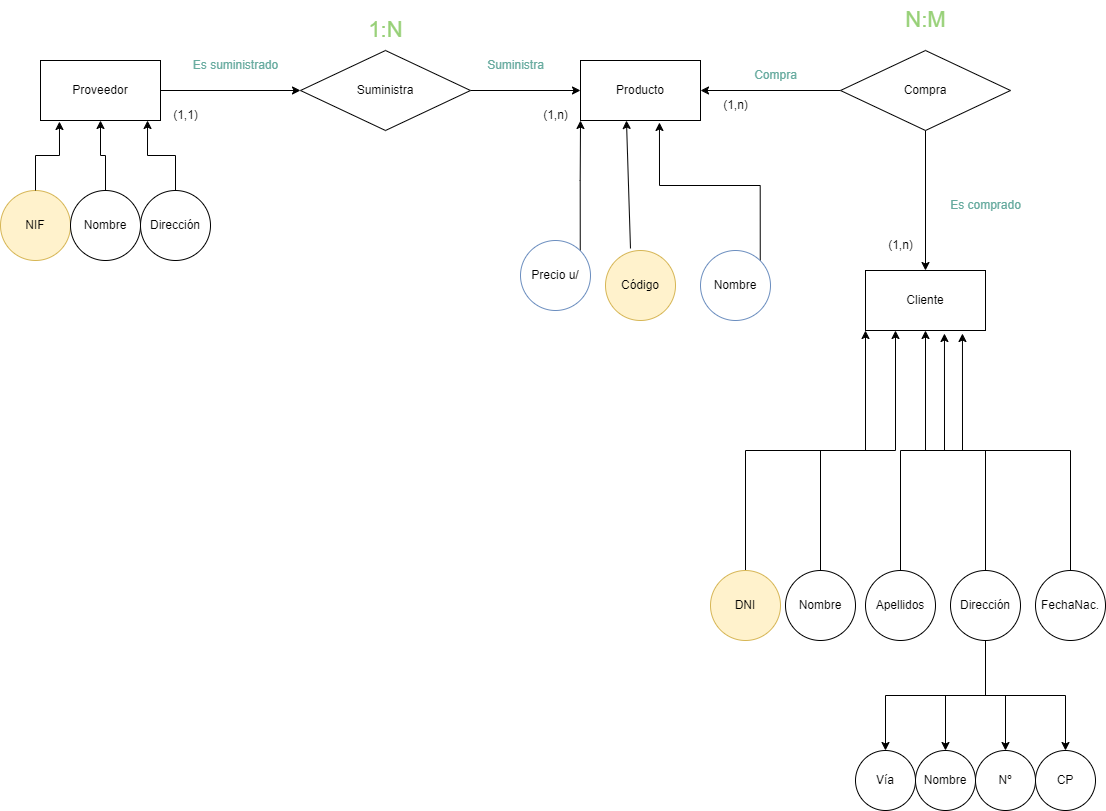 1:N
N:M
Es suministrado
Suministra
Compra
Proveedor
Suministra
Producto
Compra
(1,1)
(1,n)
(1,n)
Es comprado
NIF
Nombre
Dirección
(1,n)
Precio u/
Código
Nombre
Cliente
DNI
Nombre
Apellidos
Dirección
FechaNac.
Vía
Nombre
Nº
CP